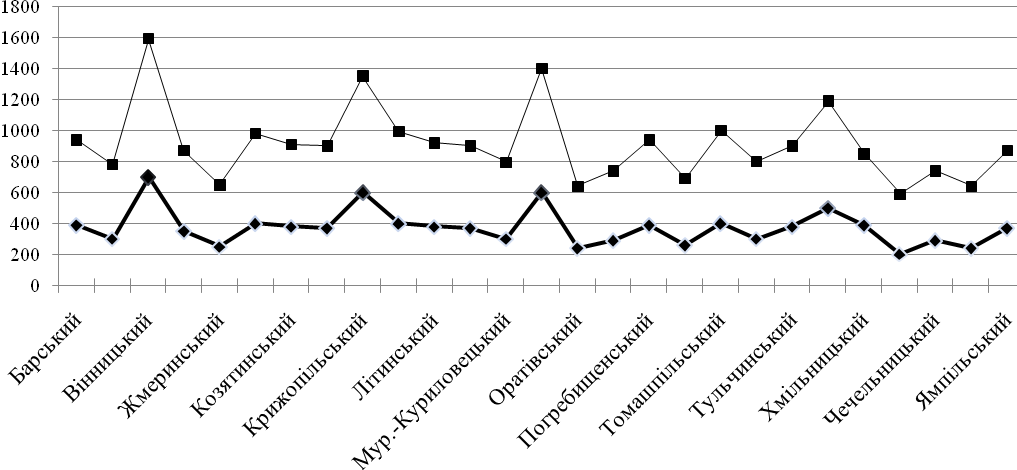 1800
1600
1400
1200
1000
800
600
400
200
0
Барський
Вінницький
Жмеринський
Козятинський
Крижопільський
Літинський
Мур.-Куриловецький
Оратівський
Погребищенський
Томашпільський
Тульчинський
Хмільницький
Чечельницький
Ямпільський